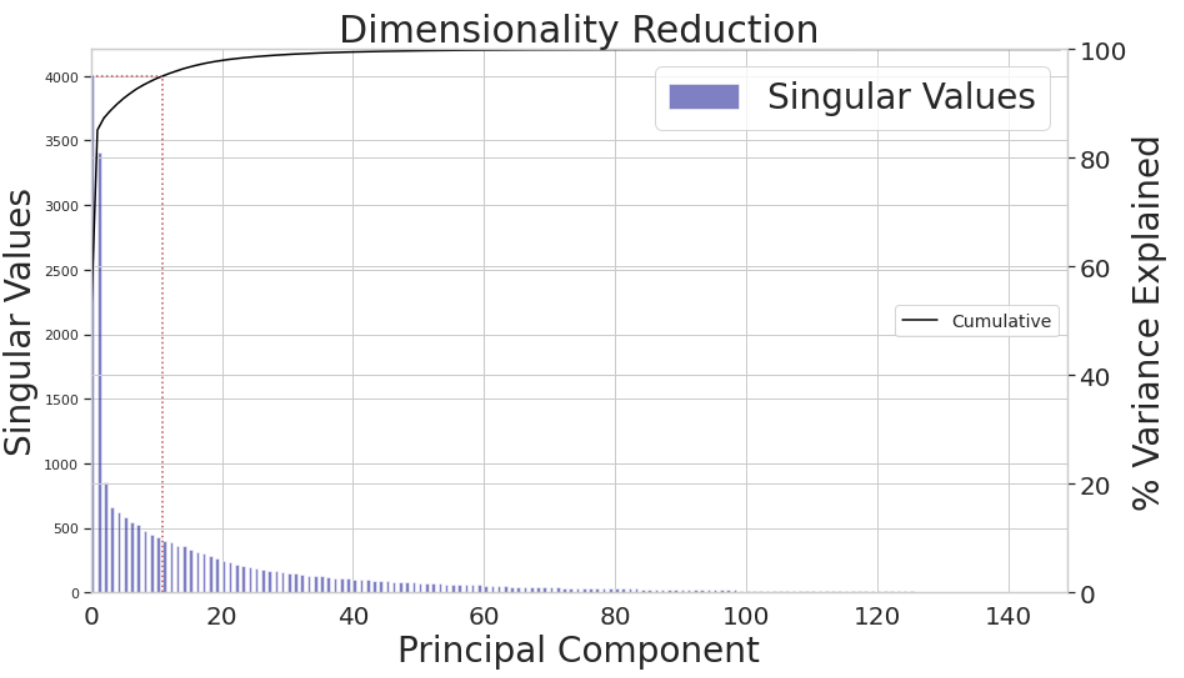 Dimensionality Reduction
Singular Values
4000
3500
3000
2500
2000
1500
1000
500
0
Singular Values
Cumulative
100
80
60
40
20
0
% Variance Explained
0 20 40 60 80 100 120 140
Principal Component